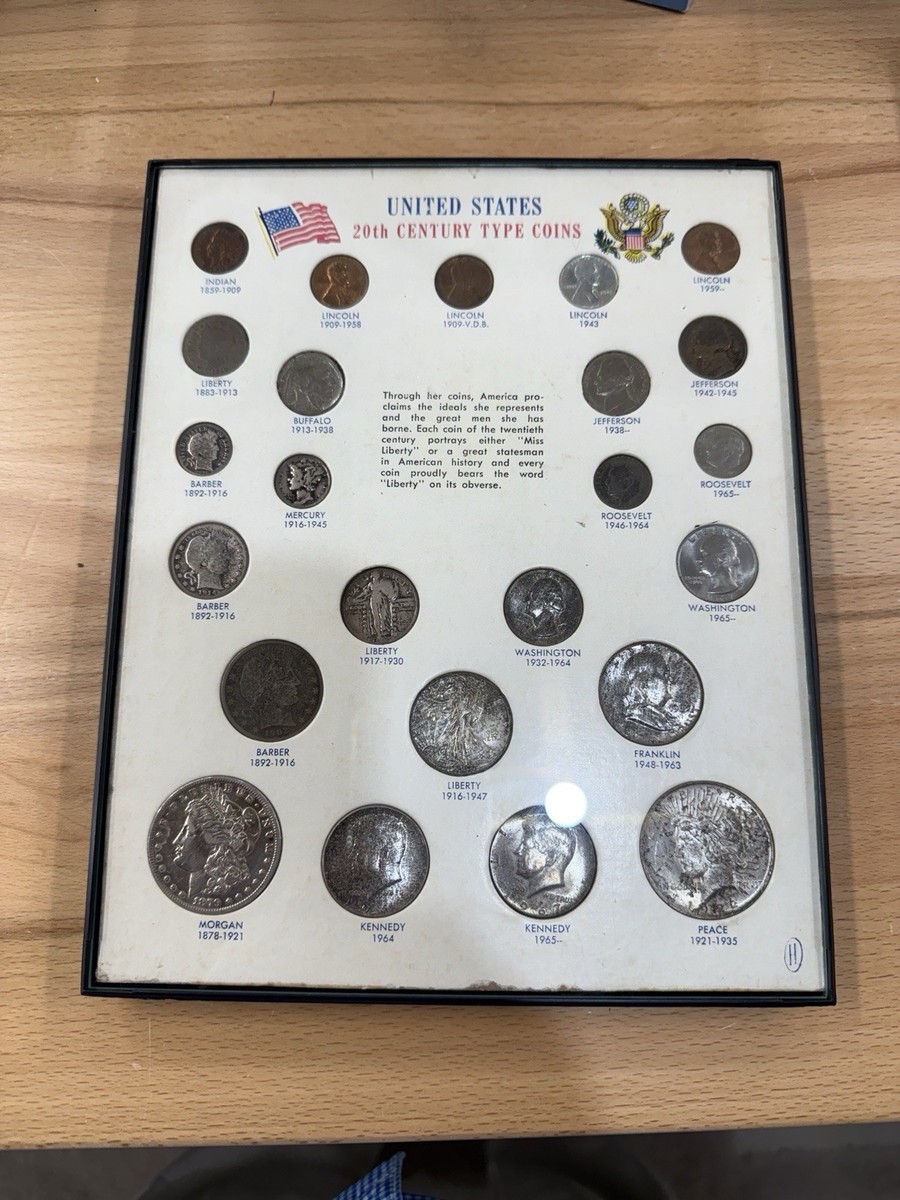 UNITED STATES
20th CENTURY TYPE COINS
INDIAN
1859-1909
LINCOLN
1909-1958
LINCOLN
1909-V.D.B.
LINCOLN
1943
LINCOLN
1959--
LIBERTY
1883-1913
BUFFALO
1913-1938
Through her coins, America pro-
claims the ideals she represents
and the great men she has
borne. Each coin of the twentieth
century portrays either "Miss
Liberty" or a great statesman
in American history and every
coin proudly bears the word
"Liberty" on its obverse.
JEFFERSON
1938--
JEFFERSON
1942-1945
BARBER
1892-1916
MERCURY
1916-1945
ROOSEVELT
1946-1964
ROOSEVELT
1965--
BARBER
1892-1916
LIBERTY
1917-1930
WASHINGTON
1932-1964
WASHINGTON
1965--
BARBER
1892-1916
LIBERTY
1916-1947
FRANKLIN
1948-1963
MORGAN
1878-1921
KENNEDY
1964
KENNEDY
1965--
PEACE
1921-1935
11